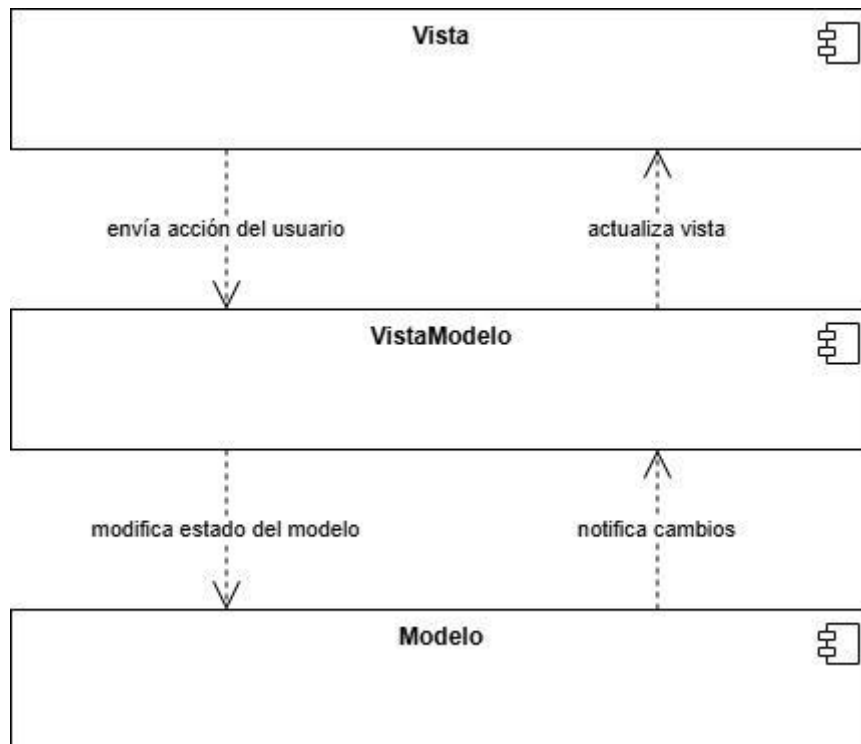 Vista
envía acción del usuario
actualiza vista
VistaModelo
modifica estado del modelo
notifica cambios
Modelo